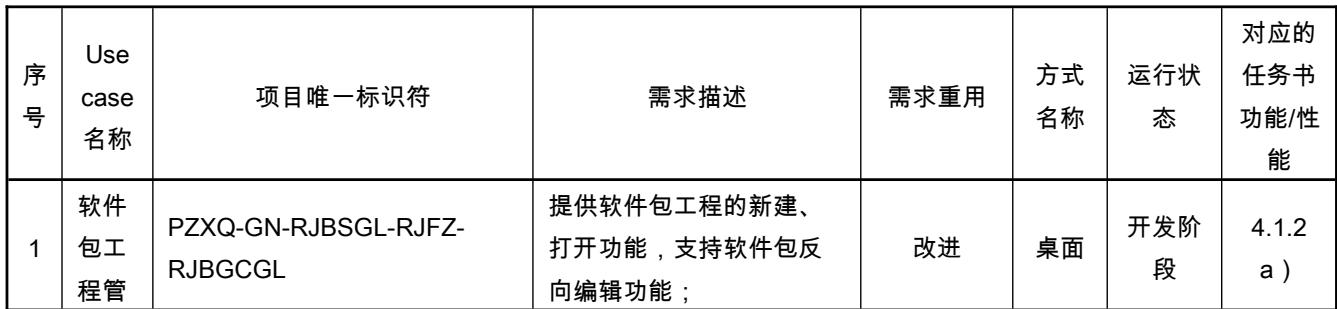 序
号
Use
case
名称
项目唯一标识符
需求描述
需求重用
方式
名称
运行状
态
对应的
任务书
功能/性
能
1
软件
包工
程管
PZXQ-GN-RJBSGL-RJFZ-
RJBGCGL
提供软件包工程的新建、
打开功能，支持软件包反
向编辑功能；
改进
桌面
开发阶
段
4.1.2
a）